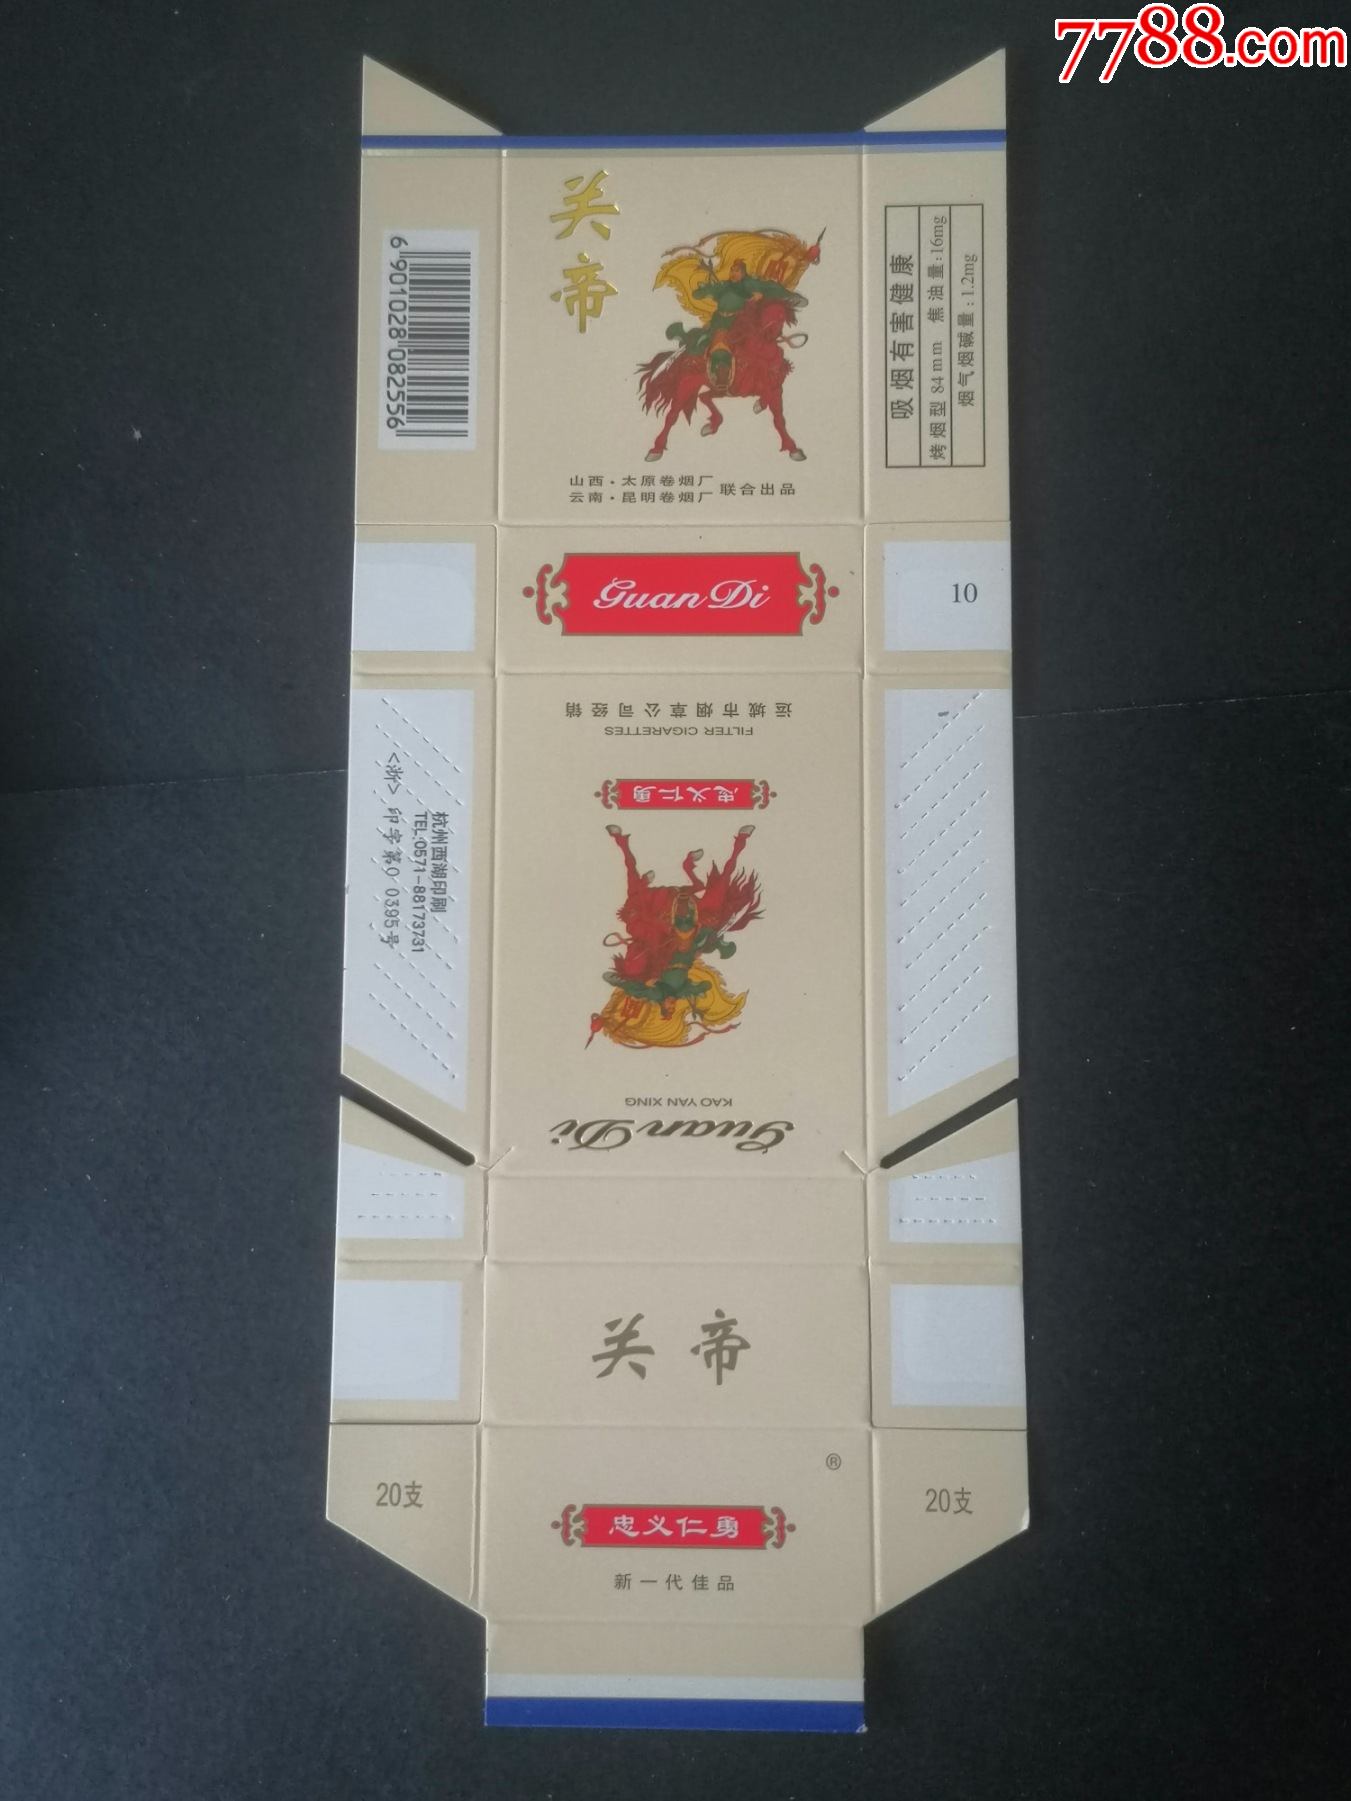 7788.com
关帝
6 901028 082556
吸烟有害健康
烤烟型 84mm 焦油量:16mg
烟气烟碱量:1.2mg
山西·太原卷烟厂
云南·昆明卷烟厂
联合出品
Guan Di
10
运城市烟草公司经销
FILTER CIGARETTES
忠义仁勇
杭州西湖印刷
TEL:0571-88173731
<浙> 印字第0 0395号
KAO YAN XING
Guan Di
关帝
®
20支
忠义仁勇
20支
新一代佳品